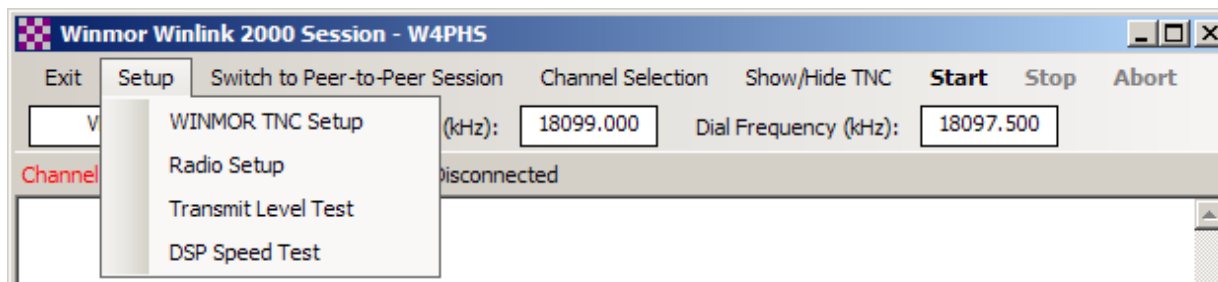 Winmor Winlink 2000 Session - W4PHS
Exit Setup Switch to Peer-to-Peer Session Channel Selection Show/Hide TNC Start Stop Abort
(kHz): 18099.000 Dial Frequency (kHz): 18097.500
WINMOR TNC Setup
Channel Disconnected
Radio Setup
Transmit Level Test
DSP Speed Test